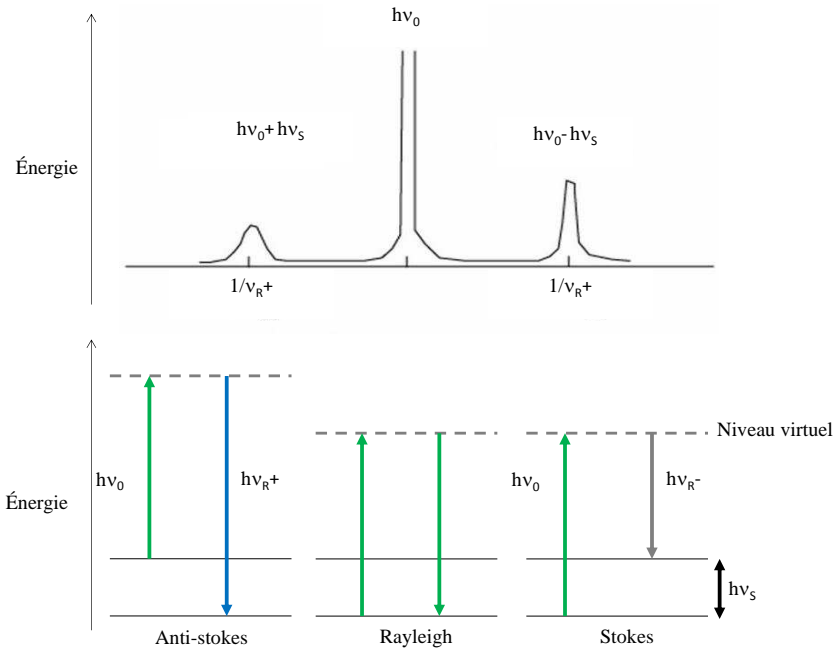 hν₀
hν₀+hνS
hν₀-hνS
Énergie
1/νR+
1/νR+
Niveau virtuel
hν₀
hνR+
hν₀
hνR-
Énergie
hνS
Anti-stokes
Rayleigh
Stokes